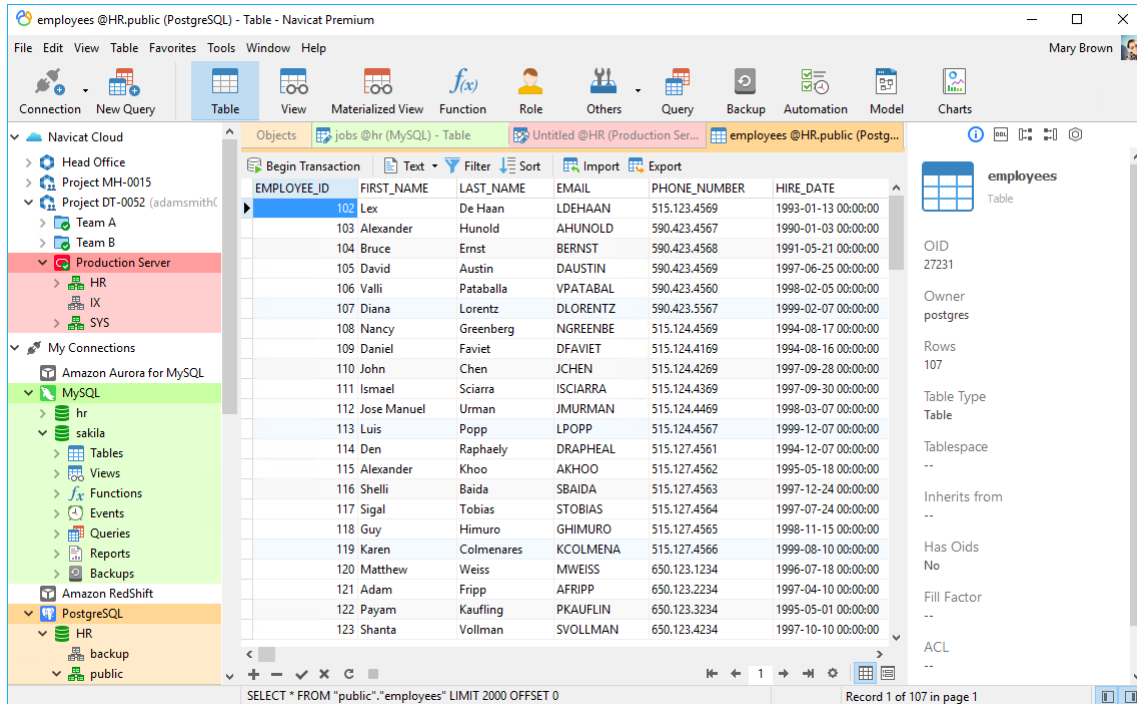 employees @HR.public (PostgreSQL) - Table - Navicat Premium
File Edit View Table Favorites Tools Window Help
Mary Brown
Connection New Query Table View Materialized View Function Role Others Query Backup Automation Model Charts
Navicat Cloud
Head Office
Project MH-0015
Project DT-0052 (adamsmith
Team A
Team B
Production Server
HR
IX
SYS
My Connections
Amazon Aurora for MySQL
MySQL
hr
sakila
Tables
Views
Functions
Events
Queries
Reports
Backups
Amazon RedShift
PostgreSQL
HR
backup
public
Objects jobs @hr (MySQL) - Table Untitled @HR (Production Ser... employees @HR.public (Postg...
Begin Transaction Text Filter Sort Import Export
EMPLOYEE_ID FIRST_NAME LAST_NAME EMAIL PHONE_NUMBER HIRE_DATE
102 Lex De Haan LDEHAAN 515.123.4569 1993-01-13 00:00:00
103 Alexander Hunold AHUNOLD 590.423.4567 1990-01-03 00:00:00
104 Bruce Ernst BERNST 590.423.4568 1991-05-21 00:00:00
105 David Austin DAUSTIN 590.423.4569 1997-06-25 00:00:00
106 Valli Pataballa VPATABAL 590.423.4560 1998-02-05 00:00:00
107 Diana Lorentz DLORENTZ 590.423.5567 1999-02-07 00:00:00
108 Nancy Greenberg NGREENBE 515.124.4569 1994-08-17 00:00:00
109 Daniel Faviet DFAVIET 515.124.4169 1994-08-16 00:00:00
110 John Chen JCHEN 515.124.4269 1997-09-28 00:00:00
111 Ismael Sciarra ISCIARRA 515.124.4369 1997-09-30 00:00:00
112 Jose Manuel Urman JMURMAN 515.124.4469 1998-03-07 00:00:00
113 Luis Popp LPOPP 515.124.4567 1999-12-07 00:00:00
114 Den Raphaely DRAPHEAL 515.127.4561 1994-12-07 00:00:00
115 Alexander Khoo AKHOO 515.127.4562 1995-05-18 00:00:00
116 Shelli Baida SBAIDA 515.127.4563 1997-12-24 00:00:00
117 Sigal Tobias STOBIAS 515.127.4564 1997-07-24 00:00:00
118 Guy Himuro GHIMURO 515.127.4565 1998-11-15 00:00:00
119 Karen Colmenares KCOLMENA 515.127.4566 1999-08-10 00:00:00
120 Matthew Weiss MWEISS 650.123.1234 1996-07-18 00:00:00
121 Adam Fripp AFRIPP 650.123.2234 1997-04-10 00:00:00
122 Payam Kaufling PKAUFLIN 650.123.3234 1995-05-01 00:00:00
123 Shanta Vollman SVOLLMAN 650.123.4234 1997-10-10 00:00:00
1
DDL
employees
Table
OID
27231
Owner
postgres
Rows
107
Table Type
Table
Tablespace
--
Inherits from
--
Has Oids
No
Fill Factor
--
ACL
--
SELECT * FROM "public"."employees" LIMIT 2000 OFFSET 0
Record 1 of 107 in page 1